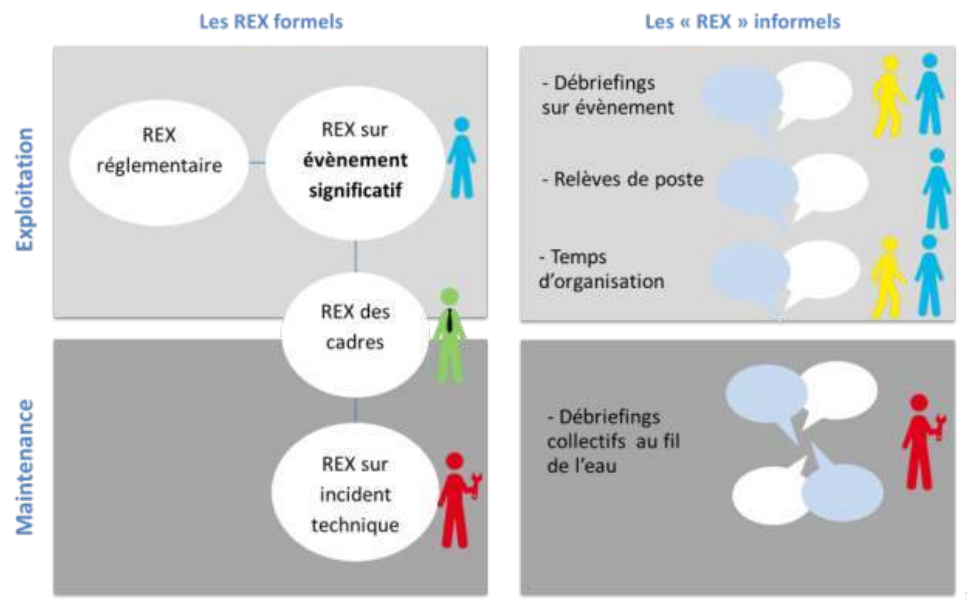 Les REX formels
Les « REX » informels
Exploitation
REX
réglementaire
REX sur
évènement
significatif
REX des
cadres
- Débriefings
sur évènement
- Relèves de poste
- Temps
d'organisation
Maintenance
REX sur
incident
technique
- Débriefings
collectifs au fil
de l'eau